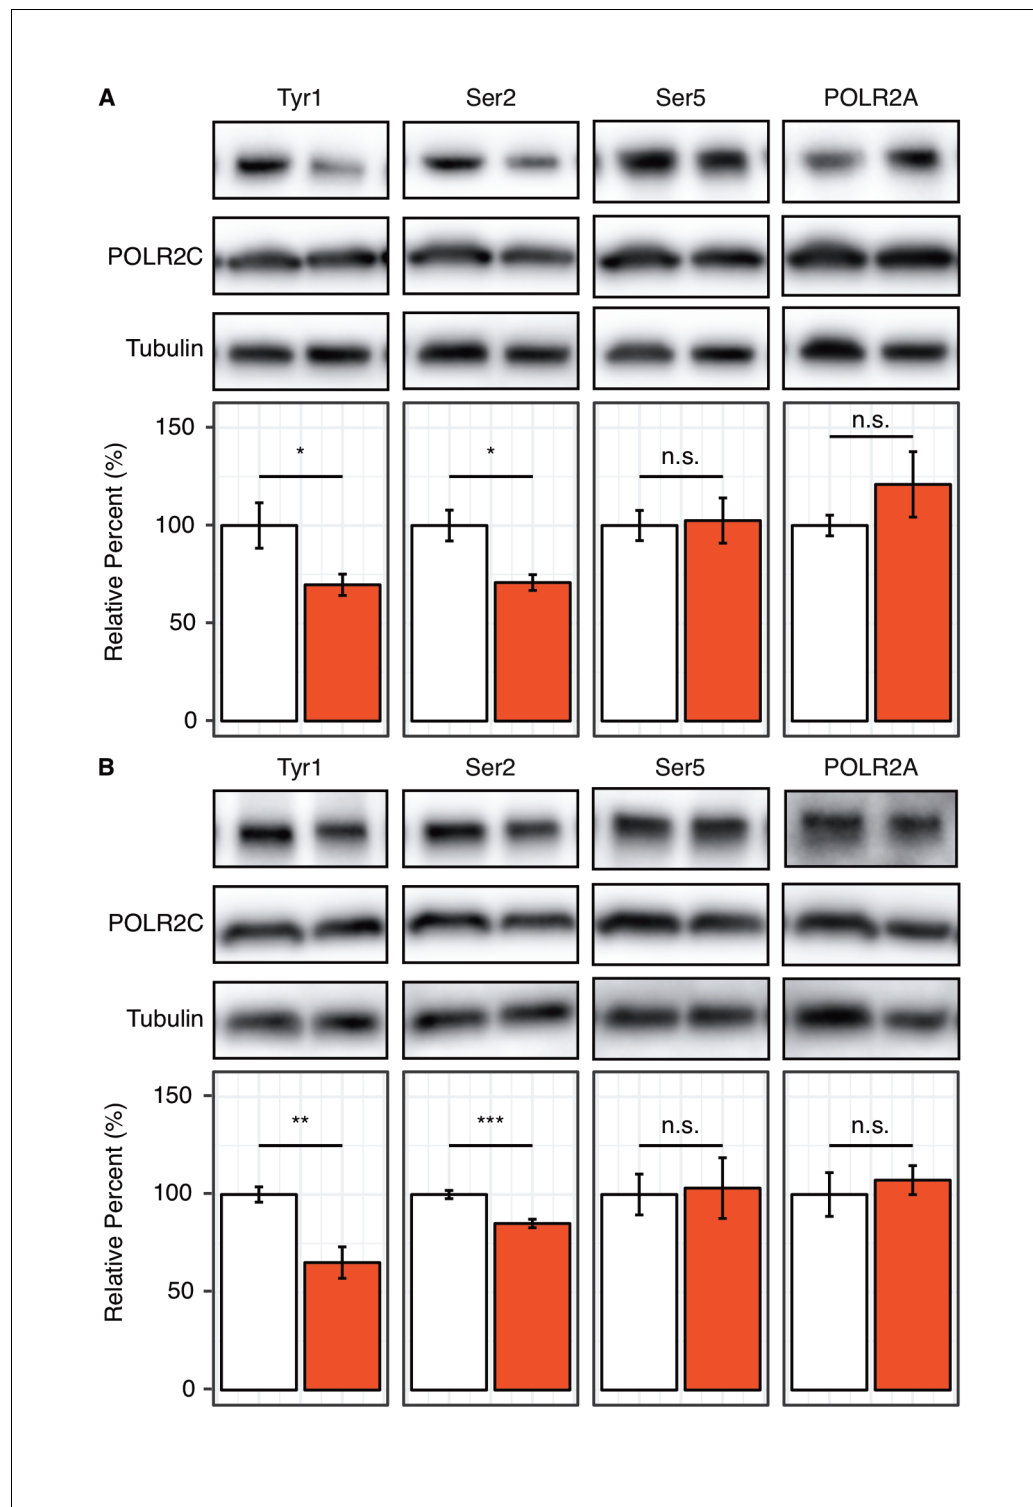 A Tyr1 Ser2 Ser5 POLR2A
POLR2C
Tubulin
Relative Percent (%)
150
100
50
0
* * n.s. n.s.
B Tyr1 Ser2 Ser5 POLR2A
POLR2C
Tubulin
Relative Percent (%)
150
100
50
0
** *** n.s. n.s.